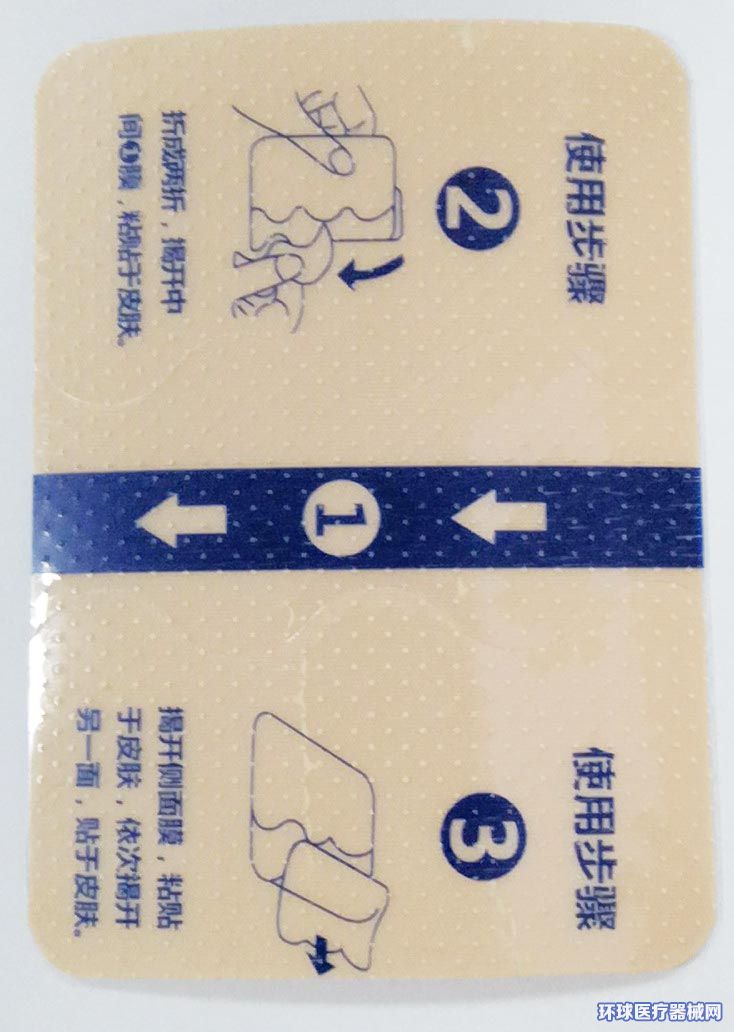 使用步骤
2
折成两折，揭开中
间❶膜，粘贴于皮肤。
1
使用步骤
3
揭开侧面膜，粘贴
于皮肤，依次揭开
另一面，贴于皮肤。
环球医疗器械网